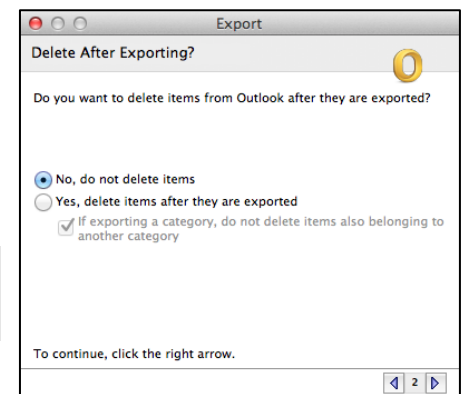 Export
Delete After Exporting?
Do you want to delete items from Outlook after they are exported?
No, do not delete items
Yes, delete items after they are exported
If exporting a category, do not delete items also belonging to
another category
To continue, click the right arrow.
2